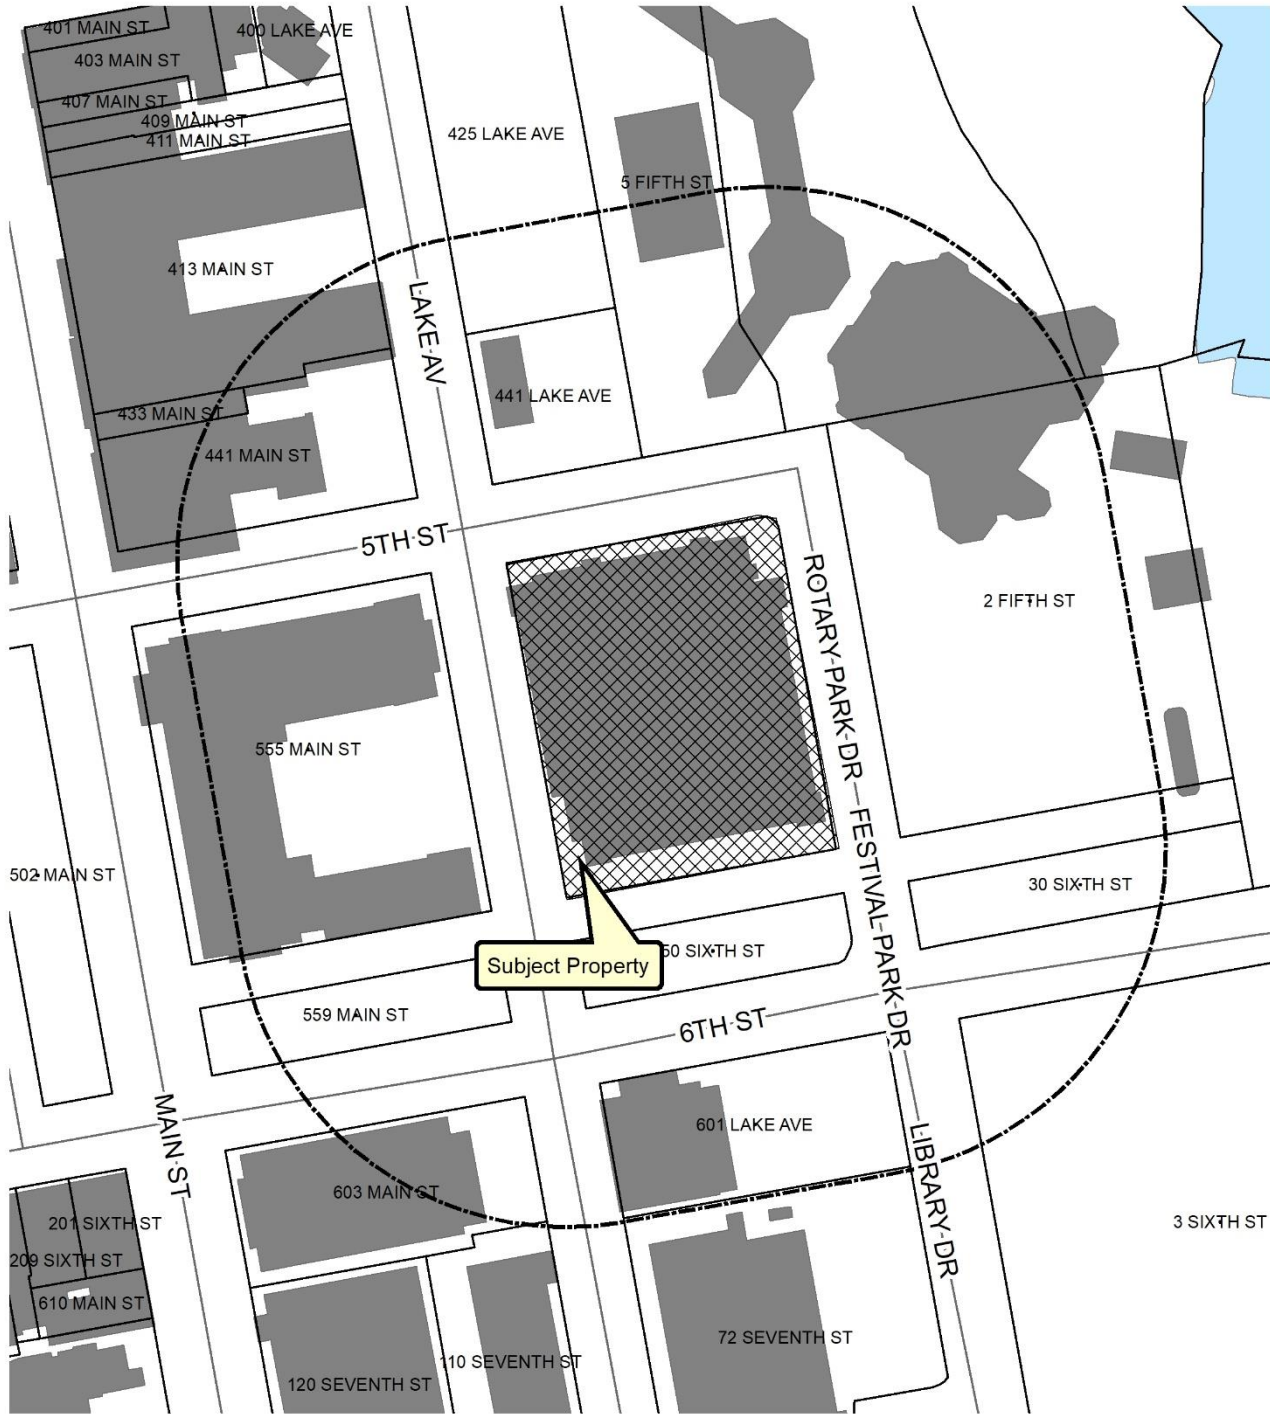 401 MAIN ST
400 LAKE AVE
403 MAIN ST
407 MAIN ST
409 MAIN ST
411 MAIN ST
425 LAKE AVE
5 FIFTH ST
413 MAIN ST
LAKE AV
441 LAKE AVE
433 MAIN ST
441 MAIN ST
5TH ST
ROTARY PARK DR
2 FIFTH ST
555 MAIN ST
FESTIVAL PARK DR
502 MAIN ST
30 SIXTH ST
50 SIXTH ST
Subject Property
559 MAIN ST
6TH ST
MAIN ST
601 LAKE AVE
LIBRARY DR
603 MAIN ST
201 SIXTH ST
3 SIXTH ST
209 SIXTH ST
610 MAIN ST
72 SEVENTH ST
110 SEVENTH ST
120 SEVENTH ST